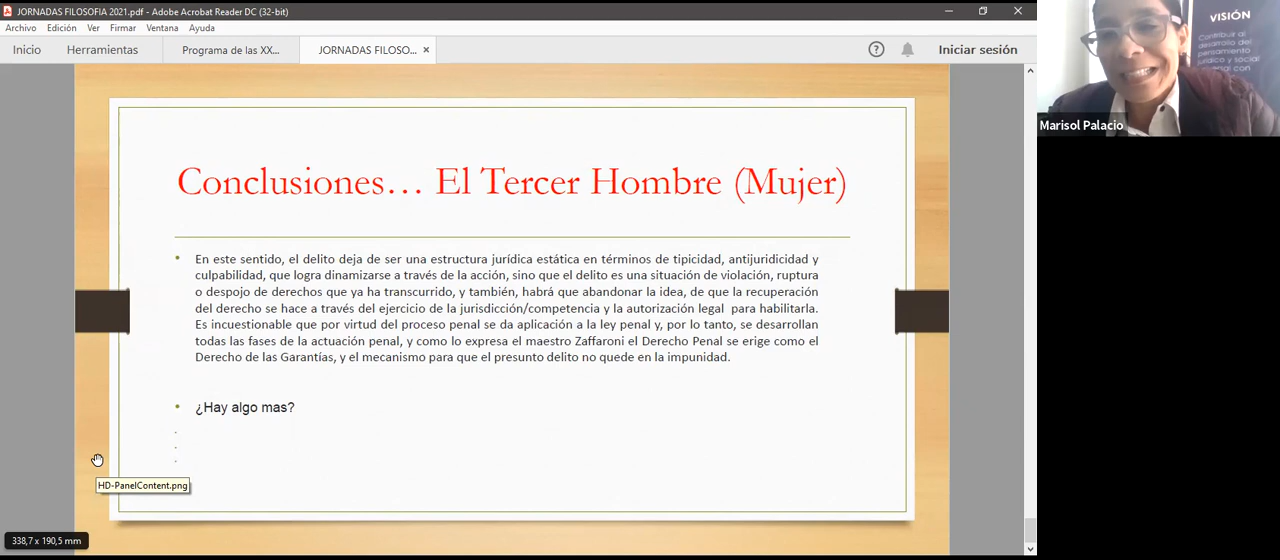 JORNADAS FILOSOFIA 2021.pdf - Adobe Acrobat Reader DC (32-bit)
Archivo Edición Ver Firmar Ventana Ayuda
Inicio Herramientas Programa de las XX... JORNADAS FILOSO... × ? Iniciar sesión
VISIÓN
Contribuir al
desarrollo del
pensamiento
jurídico y social
con
Marisol Palacio
Conclusiones… El Tercer Hombre (Mujer)
• En este sentido, el delito deja de ser una estructura jurídica estática en términos de tipicidad, antijuridicidad y
culpabilidad, que logra dinamizarse a través de la acción, sino que el delito es una situación de violación, ruptura
o despojo de derechos que ya ha transcurrido, y también, habrá que abandonar la idea, de que la recuperación
del derecho se hace a través del ejercicio de la jurisdicción/competencia y la autorización legal para habilitarla.
Es incuestionable que por virtud del proceso penal se da aplicación a la ley penal y, por lo tanto, se desarrollan
todas las fases de la actuación penal, y como lo expresa el maestro Zaffaroni el Derecho Penal se erige como el
Derecho de las Garantías, y el mecanismo para que el presunto delito no quede en la impunidad.
• ¿Hay algo mas?
HD-PanelContent.png
338,7 x 190,5 mm